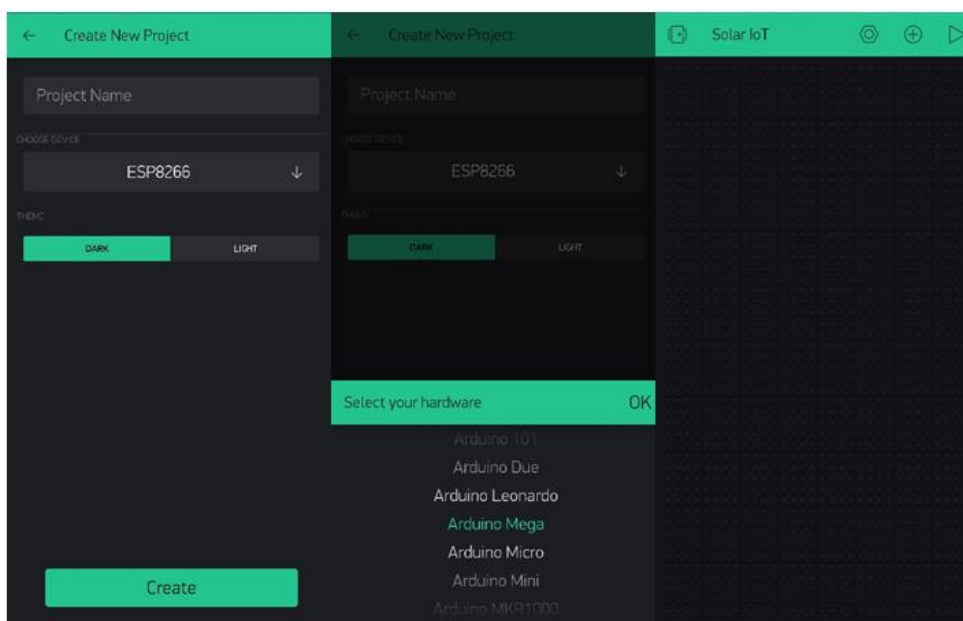 Create New Project
Project Name
CHOOSE DEVICE
ESP8266
THEME
DARK LIGHT
Create
Create New Project
Project Name
CHOOSE DEVICE
ESP8266
THEME
DARK LIGHT
Select your hardware OK
Arduino 101
Arduino Due
Arduino Leonardo
Arduino Mega
Arduino Micro
Arduino Mini
Arduino MKR1000
Solar IoT